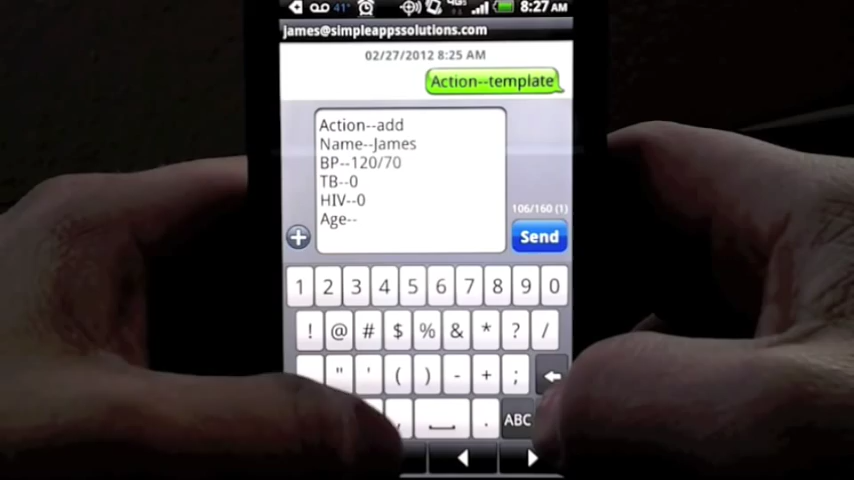 41° 4G 8:27 AM
james@simpleappssolutions.com
02/27/2012 8:25 AM
Action--template
Action--add
Name--James
BP--120/70
TB--0
HIV--0
Age--
106/160 (1)
Send
1 2 3 4 5 6 7 8 9 0
! @ # $ % & * ? /
" ' ( ) - + ;
, . ABC